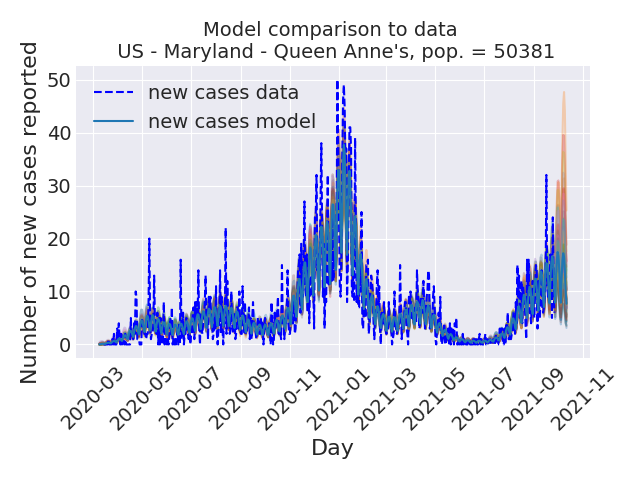 Model comparison to data
US - Maryland - Queen Anne's, pop. = 50381
Number of new cases reported
50
40
30
20
10
0
new cases data
new cases model
2020-03
2020-05
2020-07
2020-09
2020-11
2021-01
2021-03
2021-05
2021-07
2021-09
2021-11
Day